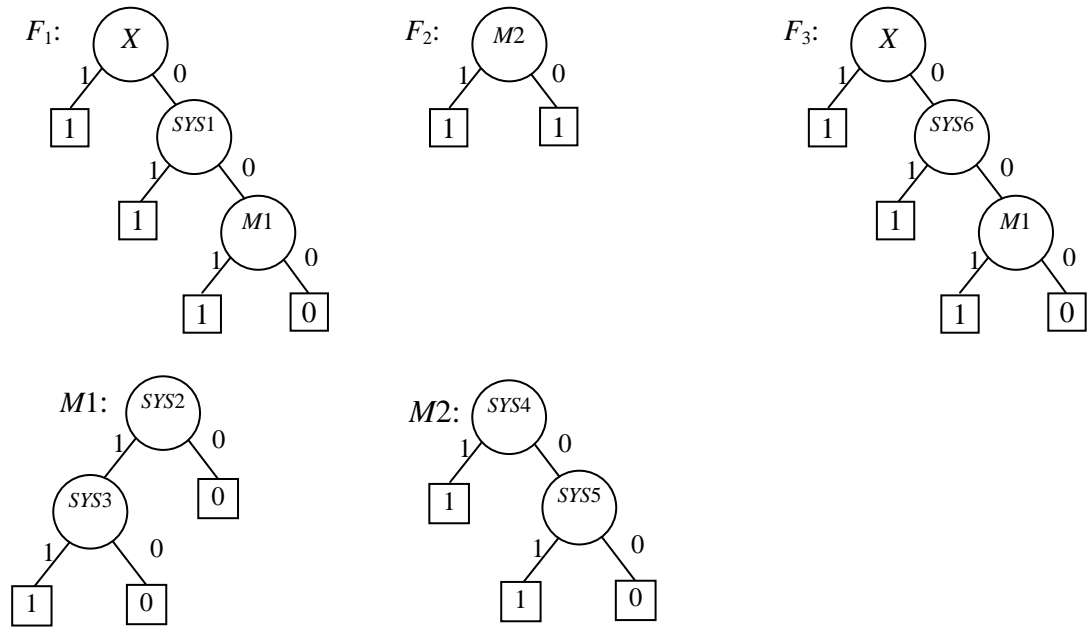 F1: X F2: M2 F3: X
1 0 1 0 1 0
1 SYS1 1 1 1 SYS6
1 0 1 0
1 M1 1 M1
1 0 1 0
1 0 1 0
M1: SYS2 M2: SYS4
1 0 1 0
SYS3 0 1 SYS5
1 0 1 0
1 0 1 0